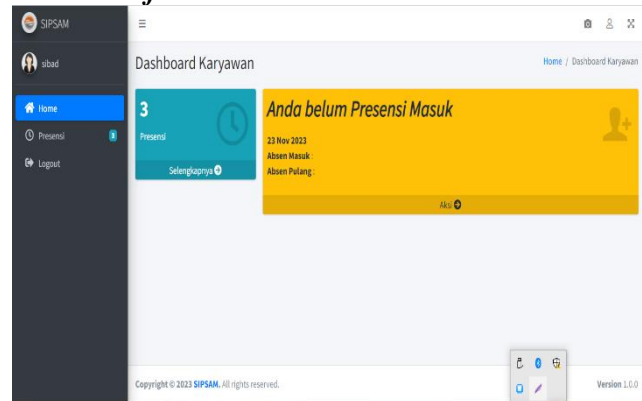 SIPSAM
sibad
Home
Presensi 3
Logout
Dashboard Karyawan
Home / Dashboard Karyawan
3
Presensi
Selengkapnya
Anda belum Presensi Masuk
23 Nov 2023
Absen Masuk :
Absen Pulang :
Aksi
Copyright © 2023 SIPSAM. All rights reserved.
Version 1.0.0